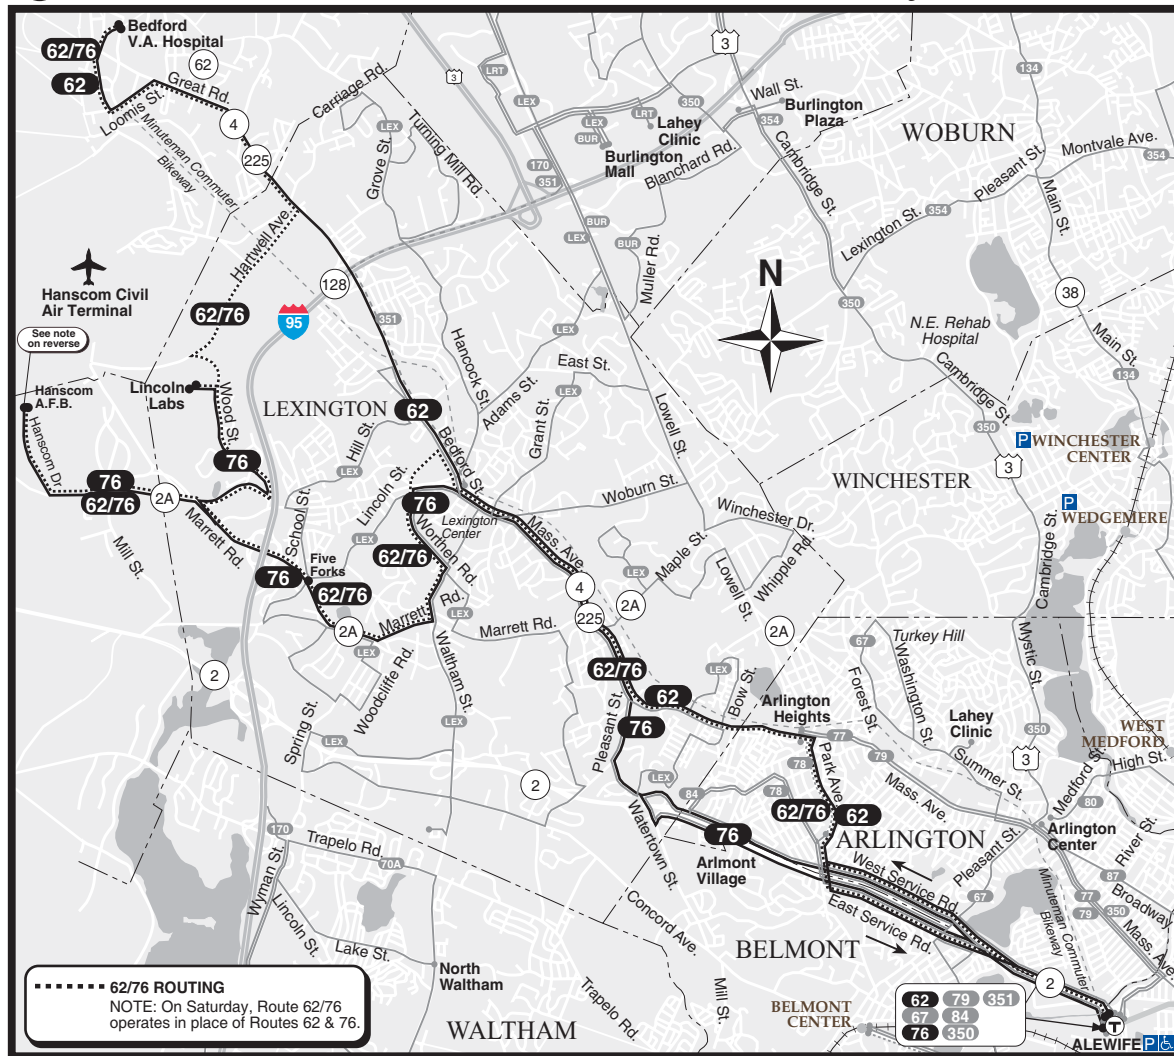 Bedford
V.A. Hospital
62/76
62
62
Great Rd.
Loomis St.
4
225
Minuteman Commuter
Bikeway
Carriage Rd.
Turning Mill Rd.
Grove St.
LEX
3
LRT
LEX
3
350
Wall St.
Burlington
Plaza
354
LRT
Lahey
Clinic
LEX
BUR
Burlington
Mall
170
351
Blanchard Rd.
Cambridge St.
134
WOBURN
Montvale Ave.
354
Pleasant St.
Main St.
Lexington St.
354
BUR
LEX
BUR
Muller Rd.
Hartwell Ave.
Hanscom Civil
Air Terminal
See note
on reverse
62/76
95
128
351
350
38
N
N.E. Rehab
Hospital
Main St.
134
Cambridge St.
350
Hanscom
A.F.B.
Hanscom Dr
Lincoln
Labs
Wood St.
LEXINGTON
62
Hancock St.
Adams St.
LEX
East St.
LEX
Grant St.
Lowell St.
Hill St.
Bedford St.
P WINCHESTER
CENTER
3
WINCHESTER
P
WEDGEMERE
76
76
62/76
2A
Marrett Rd.
Mill St.
School St.
Lincoln St.
LEX
76
Lexington
Center
Worthen Rd.
62/76
Woburn St.
Mass. Ave
Winchester Dr.
Whipple Rd.
Maple St.
LEX
Lowell St.
2A
4
225
2A
Cambridge St.
76
Five
Forks
62/76
Marrett Rd.
LEX
2A
LEX
Marrett Rd.
Waltham St.
Woodcliffe Rd.
Spring St.
LEX
2
62/76
62
LEX
Bow St.
Arlington
Heights
67
Turkey Hill
Washington St.
Forest St.
Mystic St.
Lahey
Clinic
350
3
WEST
MEDFORD
High St.
Medford St.
76
Pleasant St.
77
79
78
Park Ave.
78
Summer St.
Mass. Ave.
80
2
LEX
84
62/76
62
ARLINGTON
Arlington
Center
River St.
87
Broadway
77
79
350
Mass. Ave.
76
Arlmont
Village
Watertown St.
West Service Rd.
East Service Rd.
Pleasant St.
67
Minuteman Commuter
Bikeway
170
Trapelo Rd.
70A
Wyman St.
Lincoln St.
Lake St.
North
Waltham
Concord Ave.
BELMONT
Trapelo Rd.
Mill St.
WALTHAM
BELMONT
CENTER
62 79 351
67 84
76 350
2
T
ALEWIFE P
62/76 ROUTING
NOTE: On Saturday, Route 62/76
operates in place of Routes 62 & 76.